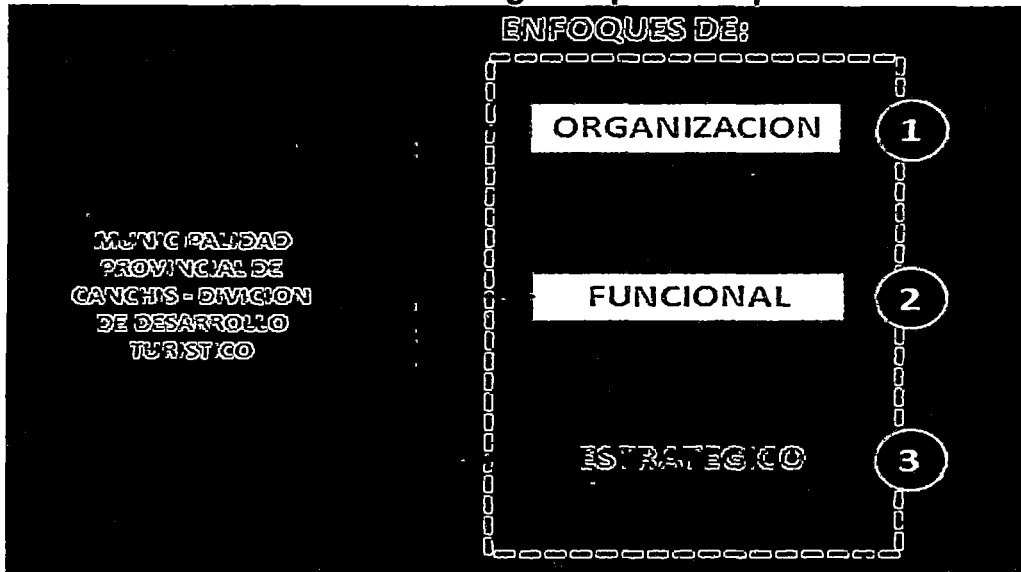 ENFOQUES DE:
ORGANIZACION
1
MUNICIPALIDAD
PROVINCIAL DE
CANCHIS - DIVICION
DE DESARROLLO
TURISTICO
FUNCIONAL
2
ESTRATEGICO
3